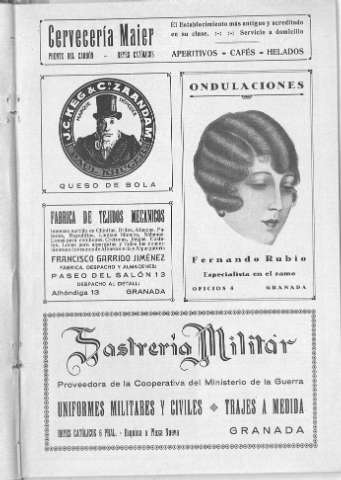 Cervecería Maier
PUENTE DEL CARBÓN - REYES CATÓLICOS
El Establecimiento más antiguo y acreditado
en su clase. :-: :-: Servicio a domicilio
APERITIVOS - CAFÉS - HELADOS
J.C. KEG & Co. ZAANDAM
QUESO DE BOLA
ONDULACIONES
Fernando Rubio
Especialista en el ramo
OFICIOS 4 GRANADA
FABRICA DE TEJIDOS MECANICOS
FRANCISCO GARRIDO JIMÉNEZ
FÁBRICA, DESPACHO Y ALMACENES:
PASEO DEL SALÓN 13
DESPACHO AL DETALL:
Alhóndiga 13 GRANADA
Sastrería Militar
Proveedora de la Cooperativa del Ministerio de la Guerra
UNIFORMES MILITARES Y CIVILES TRAJES A MEDIDA
REYES CATÓLICOS 6 PRAL. - Esquina a Plaza Nueva GRANADA